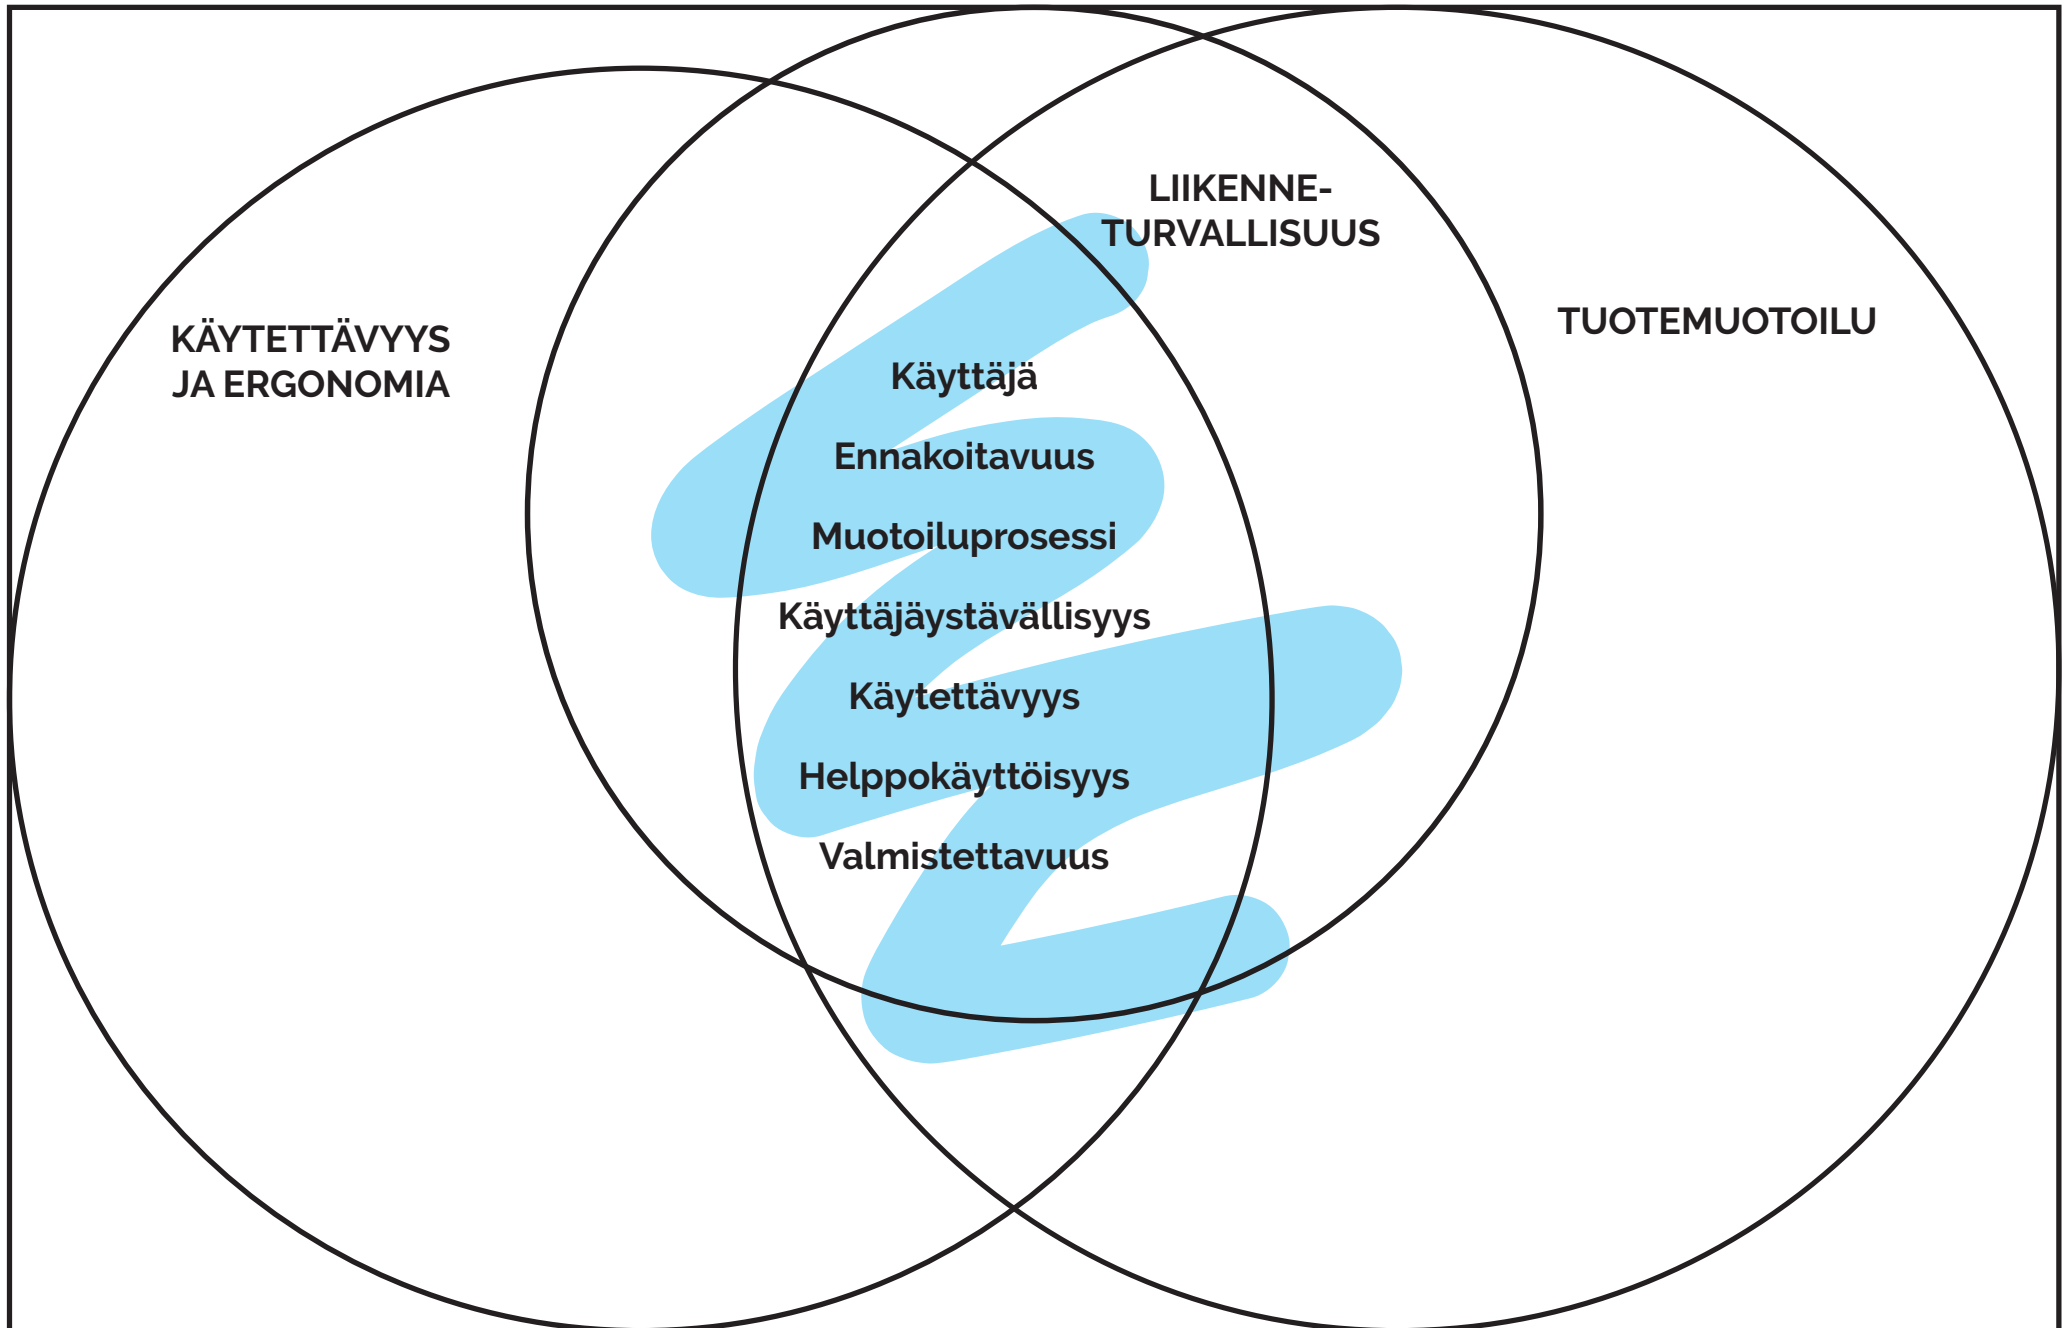 KÄYTETTÄVYYS
JA ERGONOMIA
LIIKENNE-
TURVALLISUUS
TUOTEMUOTOILU
Käyttäjä
Ennakoitavuus
Muotoiluprosessi
Käyttäjäystävällisyys
Käytettävyys
Helppokäyttöisyys
Valmistettavuus